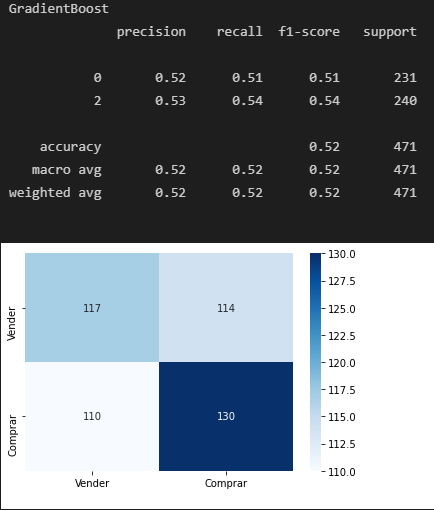 GradientBoost
precision recall f1-score support
0 0.52 0.51 0.51 231
2 0.53 0.54 0.54 240
accuracy 0.52 471
macro avg 0.52 0.52 0.52 471
weighted avg 0.52 0.52 0.52 471
130.0
127.5
Vender 117 114 125.0
122.5
120.0
117.5
115.0
Comprar 110 130 112.5
110.0
Vender Comprar